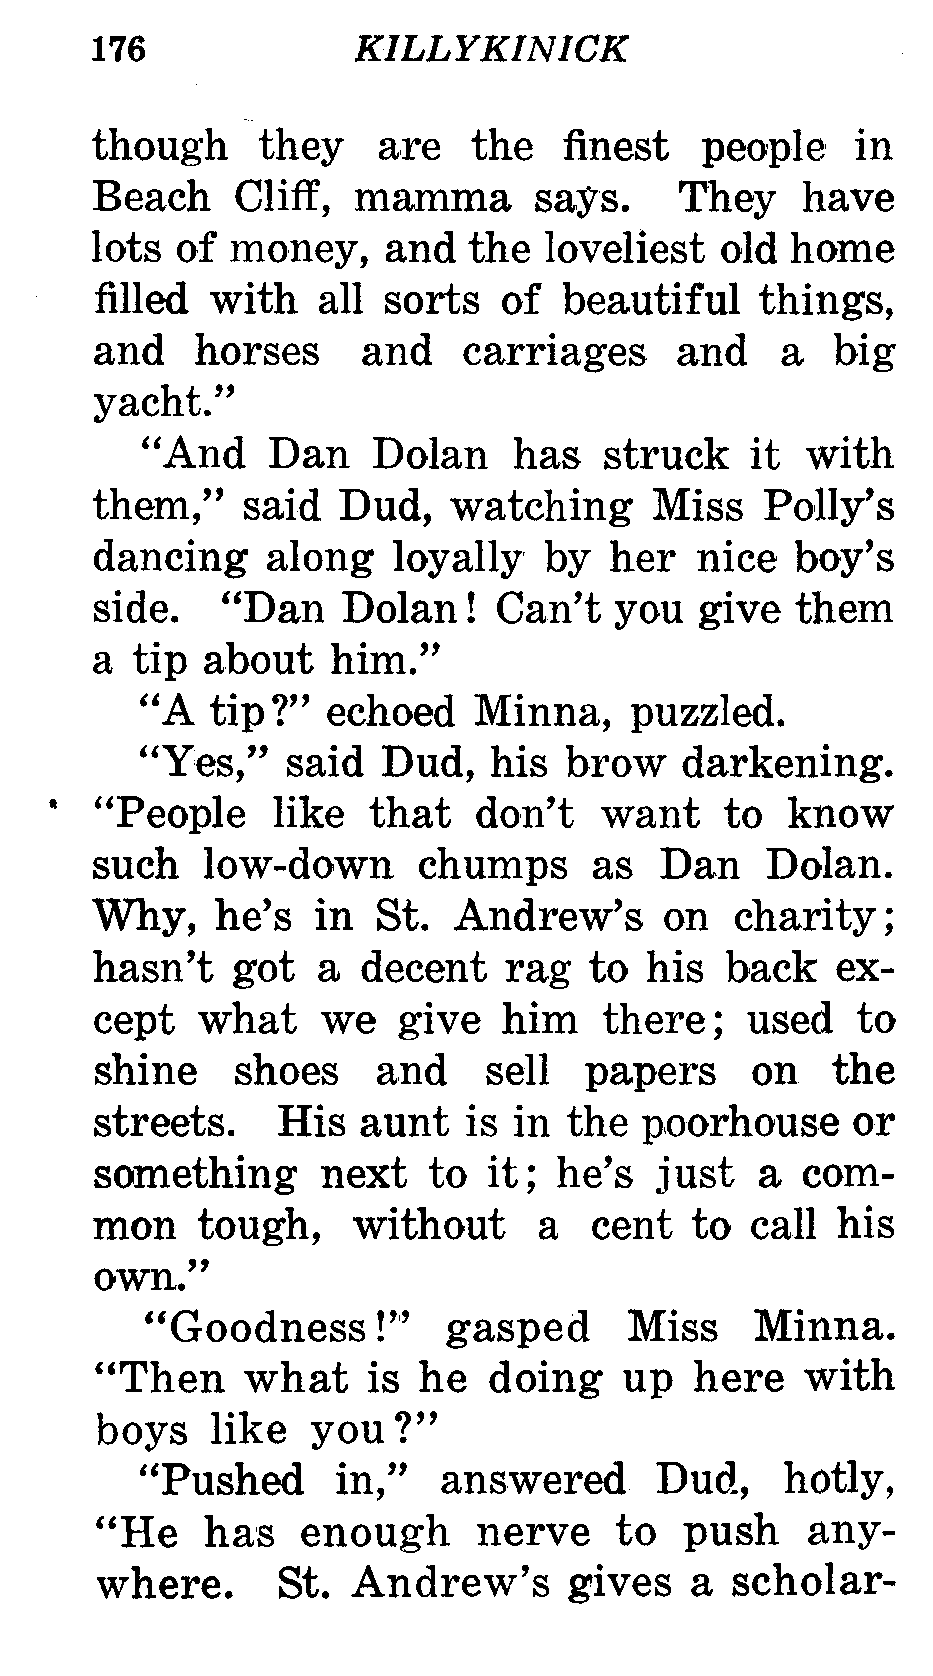 176 KILLYKINICK
though they are the finest people in
Beach Cliff, mamma says. They have
lots of money, and the loveliest old home
filled with all sorts of beautiful things,
and horses and carriages and a big
yacht."
"And Dan Dolan has struck it with
them," said Dud, watching Miss Polly's
dancing along loyally by her nice boy's
side. "Dan Dolan! Can't you give them
a tip about him."
"A tip?" echoed Minna, puzzled.
"Yes," said Dud, his brow darkening.
"People like that don't want to know
such low-down chumps as Dan Dolan.
Why, he's in St. Andrew's on charity;
hasn't got a decent rag to his back ex-
cept what we give him there; used to
shine shoes and sell papers on the
streets. His aunt is in the poorhouse or
something next to it; he's just a com-
mon tough, without a cent to call his
own."
"Goodness!" gasped Miss Minna.
"Then what is he doing up here with
boys like you?"
"Pushed in," answered Dud, hotly,
"He has enough nerve to push any-
where. St. Andrew's gives a scholar-